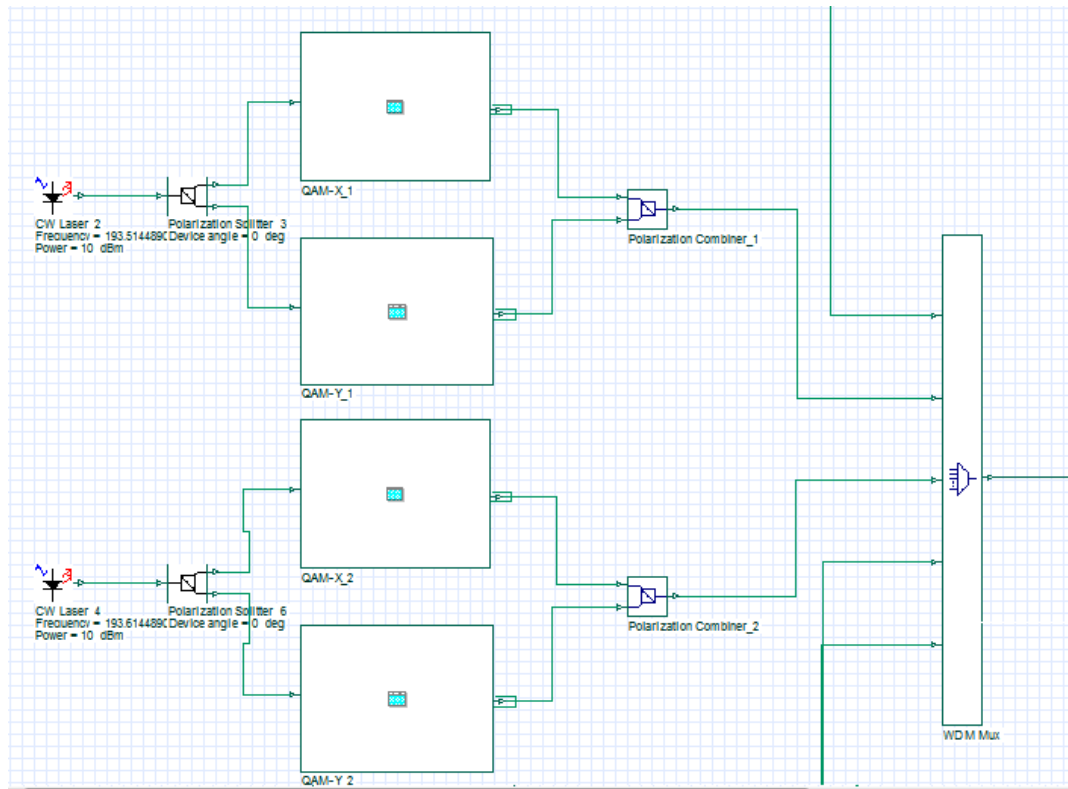 QAM-X_1
CW Laser 2
Frequency = 193.514489
Power = 10 dBm
Polarization Splitter 3
Device angle = 0 deg
Polarization Combiner_1
QAM-Y_1
QAM-X_2
CW Laser 4
Frequency = 193.614489
Power = 10 dBm
Polarization Splitter 6
Device angle = 0 deg
Polarization Combiner_2
WDM Mux
QAM-Y 2